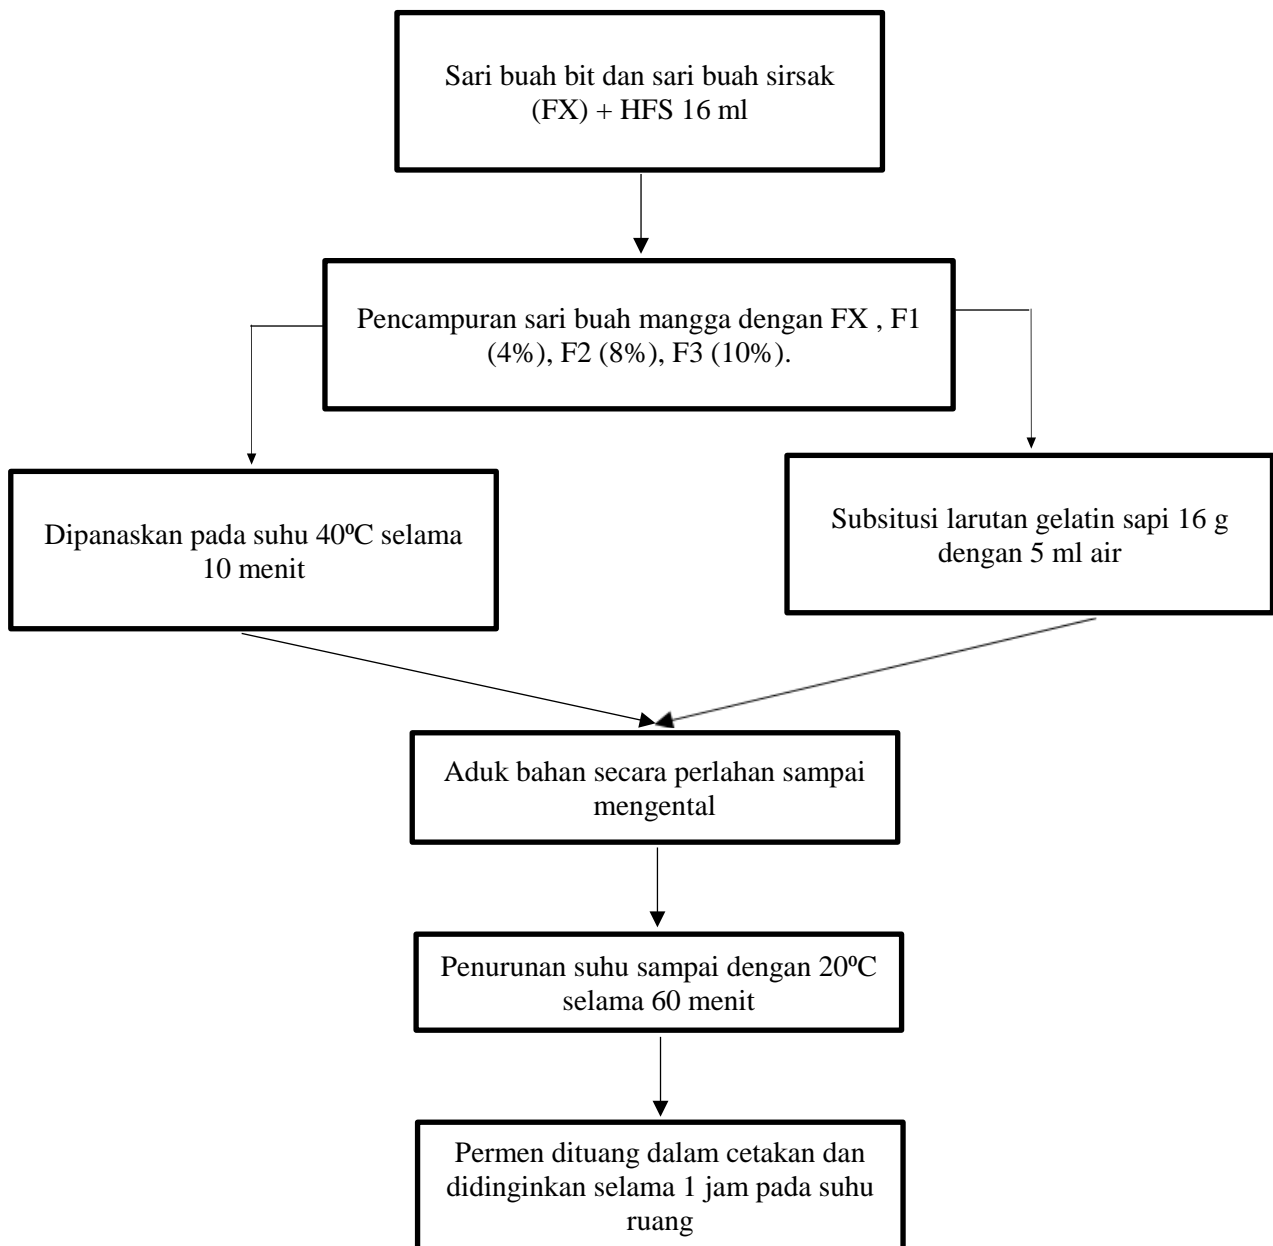 Sari buah bit dan sari buah sirsak
(FX) + HFS 16 ml
Pencampuran sari buah mangga dengan FX , F1
(4%), F2 (8%), F3 (10%).
Dipanaskan pada suhu 40⁰C selama
10 menit
Subsitusi larutan gelatin sapi 16 g
dengan 5 ml air
Aduk bahan secara perlahan sampai
mengental
Penurunan suhu sampai dengan 20⁰C
selama 60 menit
Permen dituang dalam cetakan dan
didinginkan selama 1 jam pada suhu
ruang